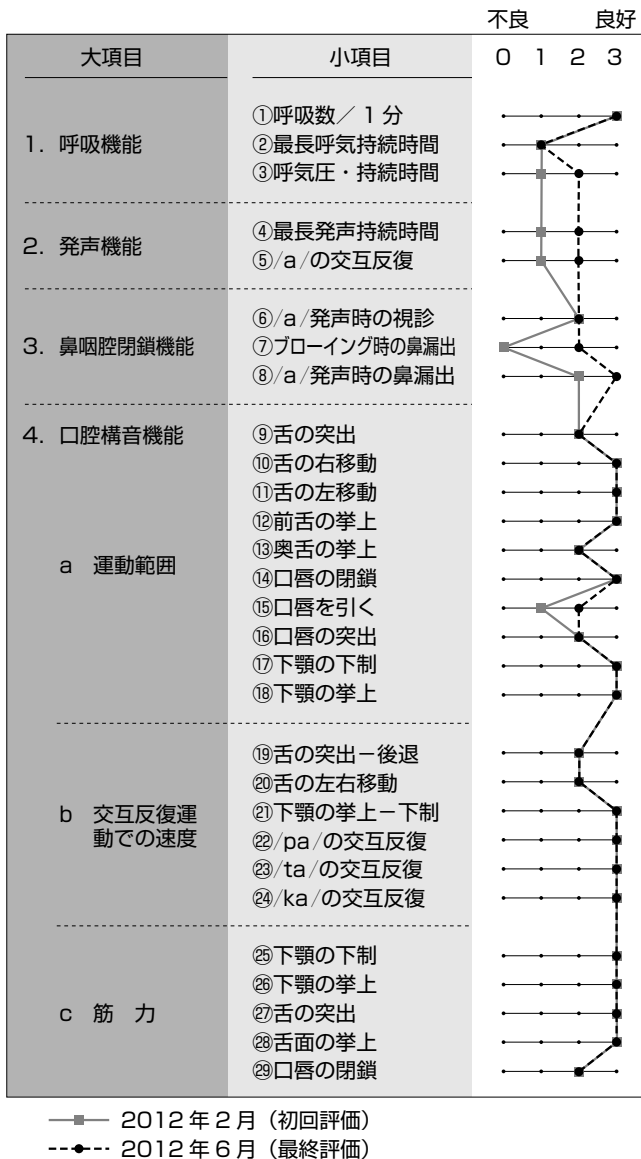 不良 良好
大項目 小項目 0 1 2 3
1. 呼吸機能
①呼吸数／1分
②最長呼気持続時間
③呼気圧・持続時間
2. 発声機能
④最長発声持続時間
⑤/a/の交互反復
3. 鼻咽腔閉鎖機能
⑥/a/発声時の視診
⑦ブローイング時の鼻漏出
⑧/a/発声時の鼻漏出
4. 口腔構音機能
a 運動範囲
⑨舌の突出
⑩舌の右移動
⑪舌の左移動
⑫前舌の挙上
⑬奥舌の挙上
⑭口唇の閉鎖
⑮口唇を引く
⑯口唇の突出
⑰下顎の下制
⑱下顎の挙上
b 交互反復運
動での速度
⑲舌の突出－後退
⑳舌の左右移動
㉑下顎の挙上－下制
㉒/pa/の交互反復
㉓/ta/の交互反復
㉔/ka/の交互反復
c 筋 力
㉕下顎の下制
㉖下顎の挙上
㉗舌の突出
㉘舌面の挙上
㉙口唇の閉鎖
2012年2月（初回評価）
2012年6月（最終評価）